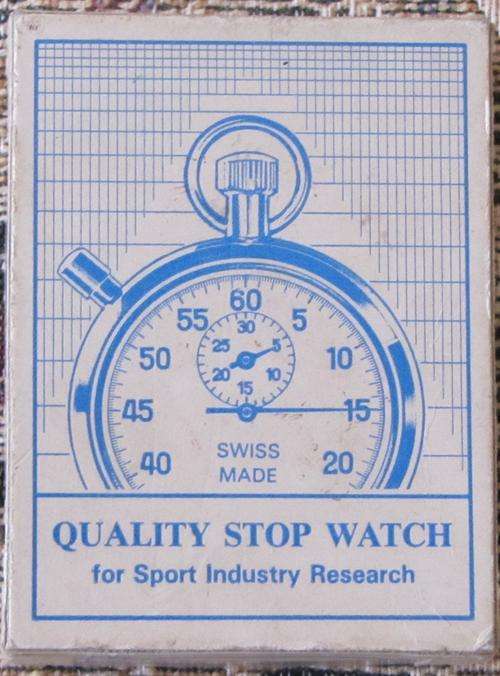 60
55 5
30
25 5
50 10
20 10
15
45 15
SWISS
40 MADE 20
QUALITY STOP WATCH
for Sport Industry Research